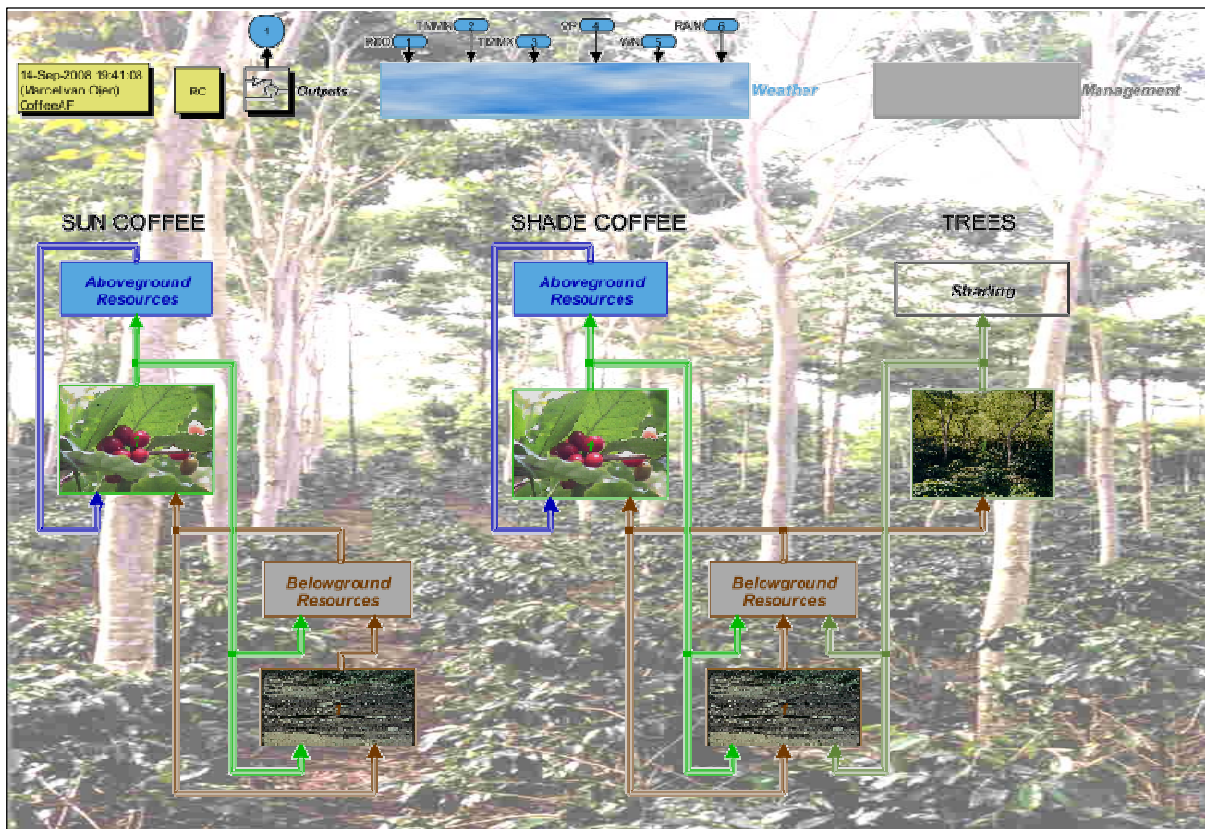 1
TMMN 2
VP 4
RAIN 6
1
TMMX 3
WN 5
14-Sep-2008 19:41:08
(Marcel van Oijen)
CoffeeAF
RC
Outputs
Weather
Management
SUN COFFEE
SHADE COFFEE
TREES
Aboveground
Resources
Aboveground
Resources
Shading
Belowground
Resources
Belowground
Resources